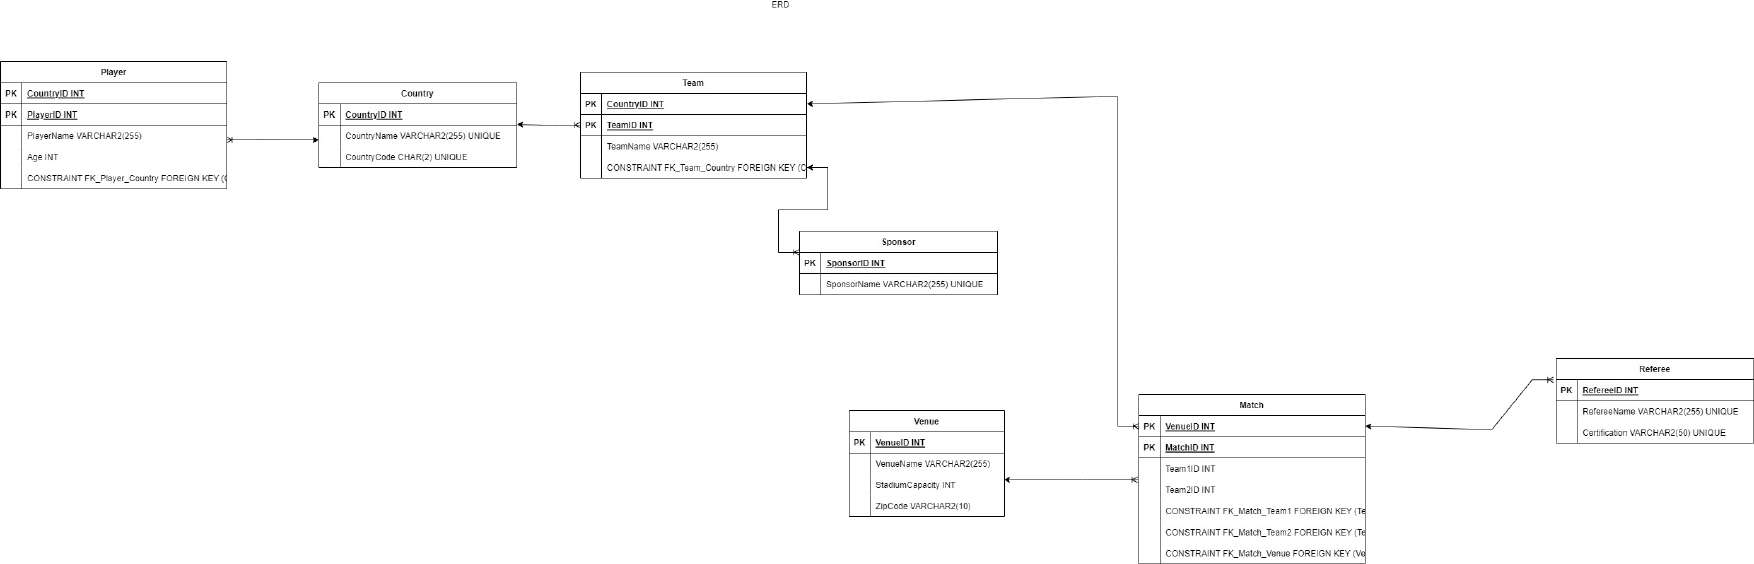 ERD
Player
PK CountryID INT
PK PlayerID INT
PlayerName VARCHAR2(255)
Age INT
CONSTRAINT FK_Player_Country FOREIGN KEY (C
Country
PK CountryID INT
CountryName VARCHAR2(255) UNIQUE
CountryCode CHAR(2) UNIQUE
Team
PK CountryID INT
PK TeamID INT
TeamName VARCHAR2(255)
CONSTRAINT FK_Team_Country FOREIGN KEY (C
Sponsor
PK SponsorID INT
SponsorName VARCHAR2(255) UNIQUE
Venue
PK VenueID INT
VenueName VARCHAR2(255)
StadiumCapacity INT
ZipCode VARCHAR2(10)
Match
PK VenueID INT
PK MatchID INT
Team1ID INT
Team2ID INT
CONSTRAINT FK_Match_Team1 FOREIGN KEY (Te
CONSTRAINT FK_Match_Team2 FOREIGN KEY (Te
CONSTRAINT FK_Match_Venue FOREIGN KEY (Ve
Referee
PK RefereeID INT
RefereeName VARCHAR2(255) UNIQUE
Certification VARCHAR2(50) UNIQUE